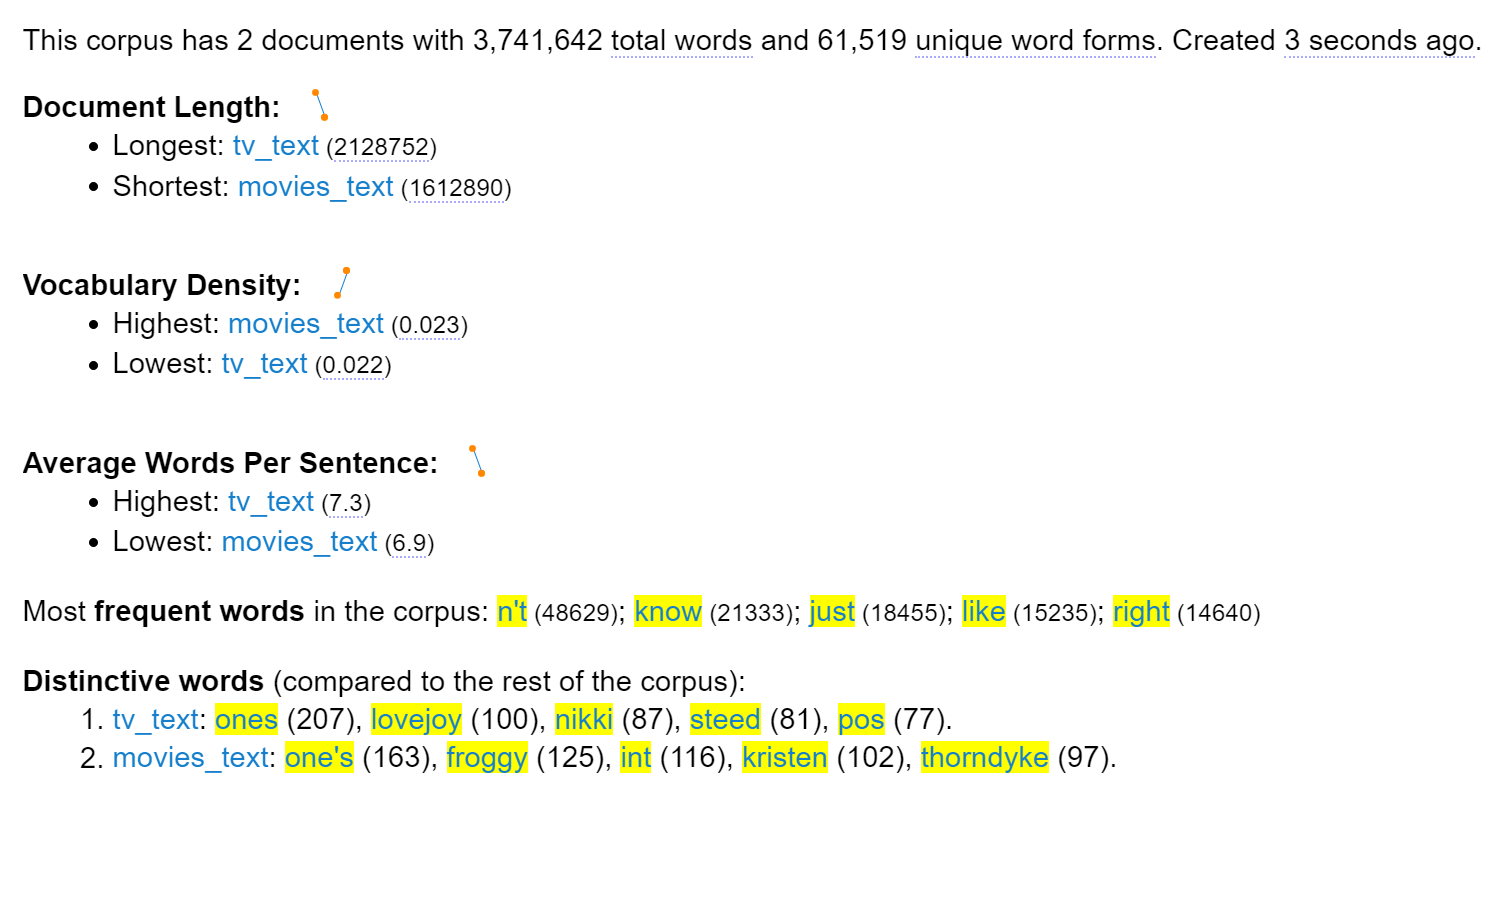 This corpus has 2 documents with 3,741,642 total words and 61,519 unique word forms. Created 3 seconds ago.
Document Length:
• Longest: tv_text (2128752)
• Shortest: movies_text (1612890)
Vocabulary Density:
• Highest: movies_text (0.023)
• Lowest: tv_text (0.022)
Average Words Per Sentence:
• Highest: tv_text (7.3)
• Lowest: movies_text (6.9)
Most frequent words in the corpus: n't (48629); know (21333); just (18455); like (15235); right (14640)
Distinctive words (compared to the rest of the corpus):
1. tv_text: ones (207), lovejoy (100), nikki (87), steed (81), pos (77).
2. movies_text: one's (163), froggy (125), int (116), kristen (102), thorndyke (97).